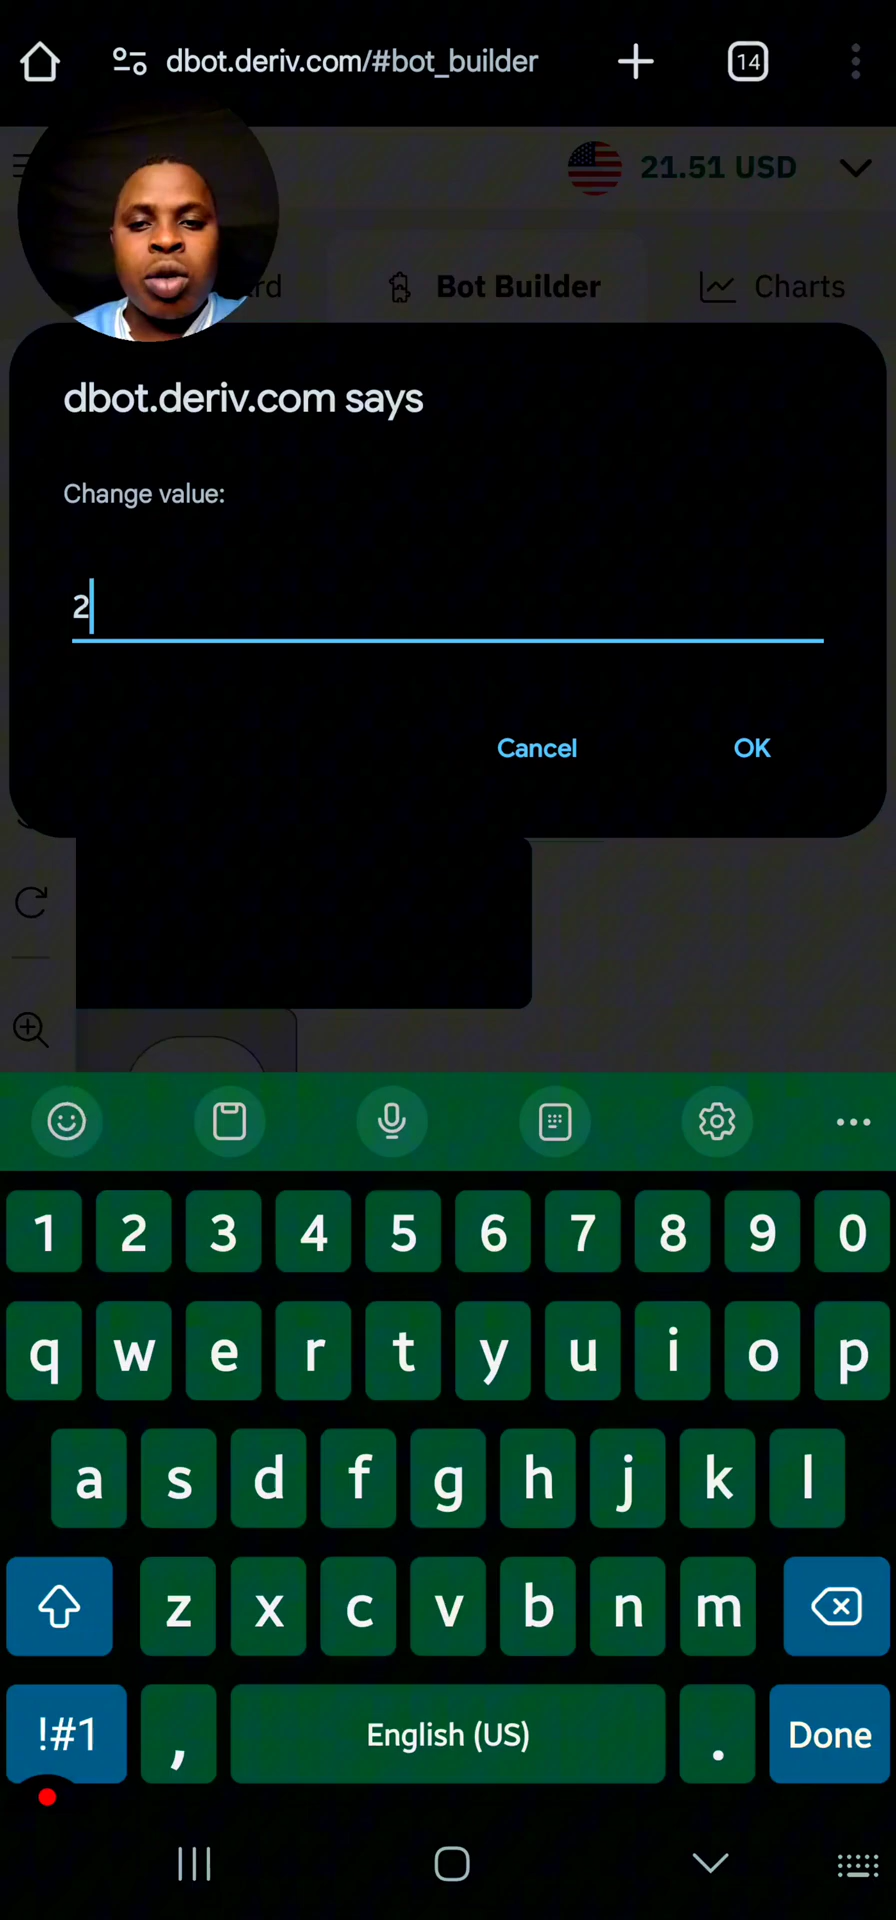 dbot.deriv.com/#bot_builder
14
21.51 USD
rd
Bot Builder
Charts
dbot.deriv.com says
Change value:
2
Cancel
OK
1 2 3 4 5 6 7 8 9 0
q w e r t y u i o p
a s d f g h j k l
z x c v b n m
!#1 , English (US) . Done